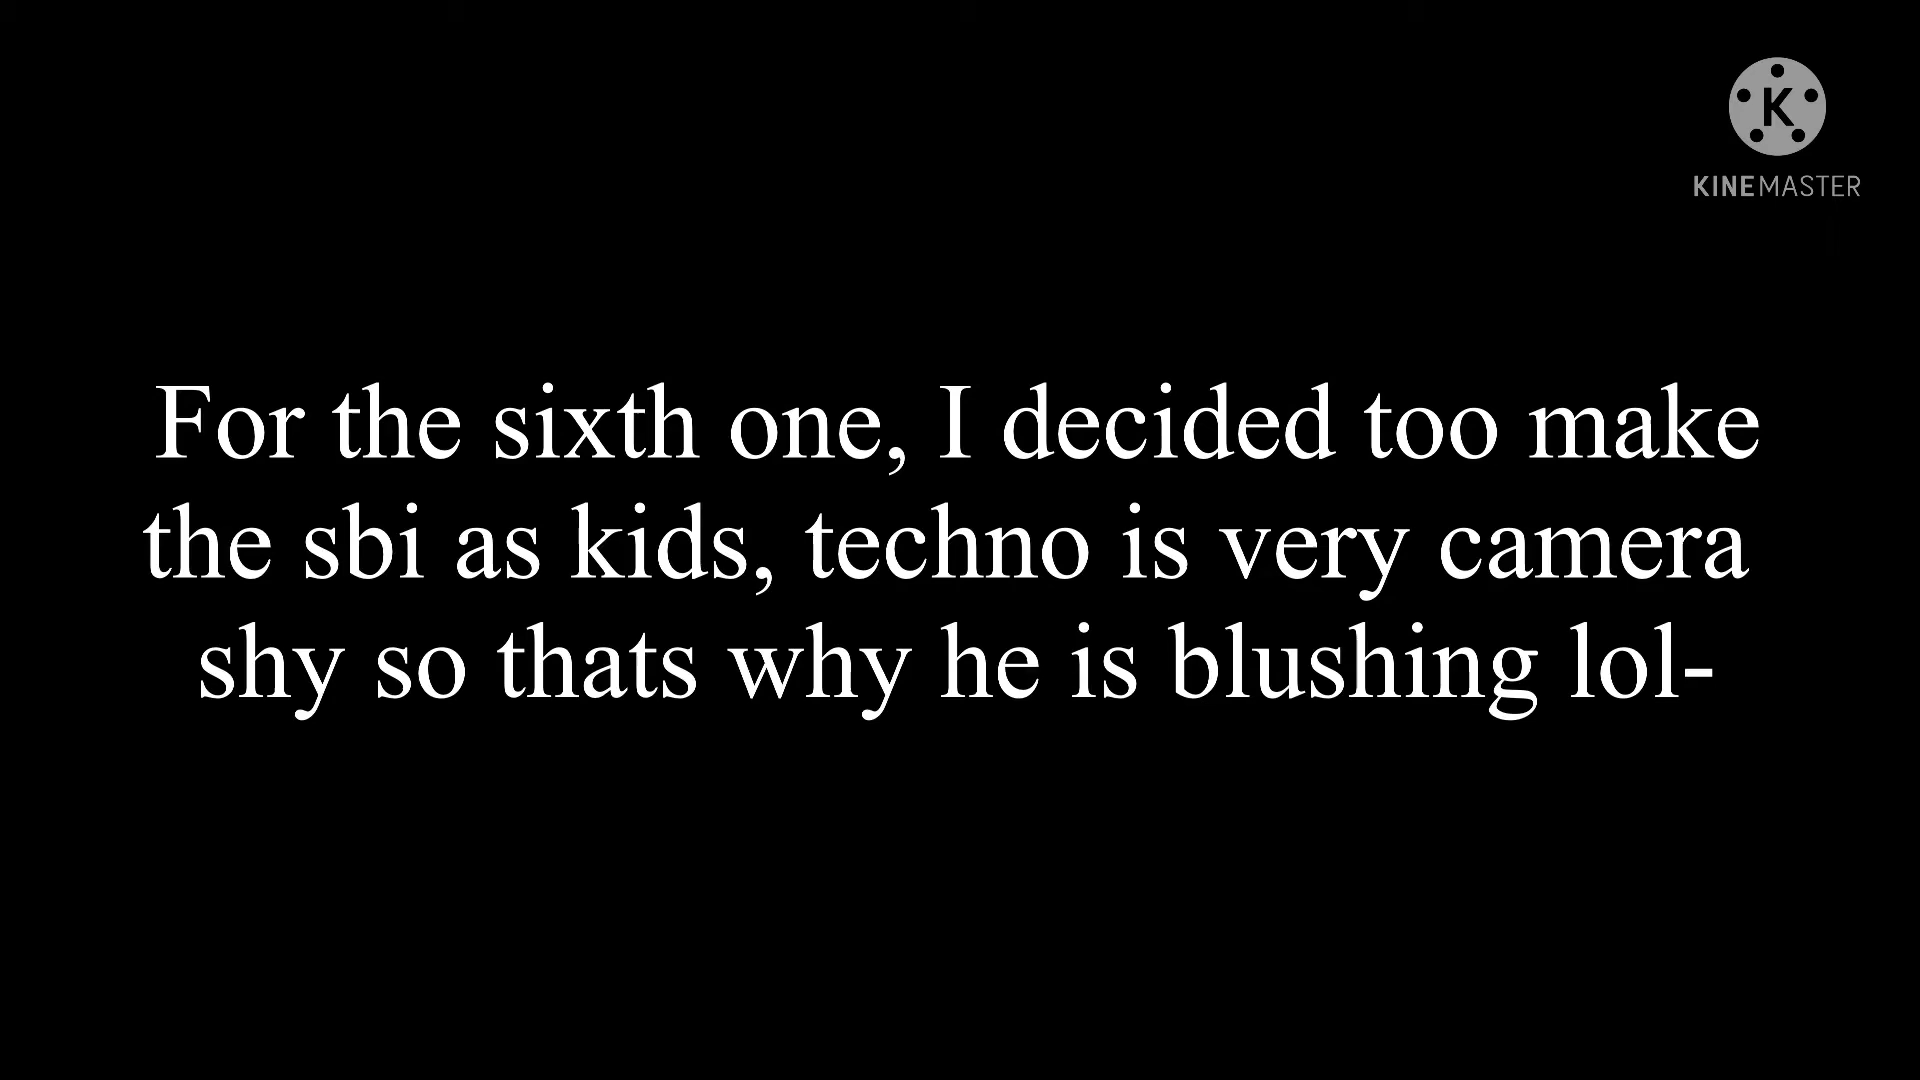 K
KINEMASTER
For the sixth one, I decided too make
the sbi as kids, techno is very camera
shy so thats why he is blushing lol-